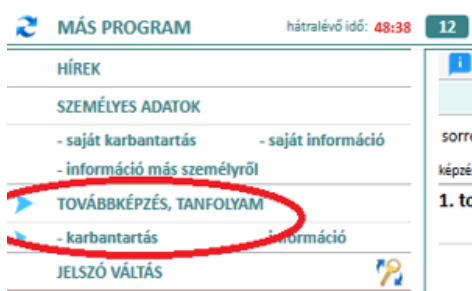 MÁS PROGRAM hátralévő idő: 48:38 12
HÍREK
SZEMÉLYES ADATOK
- saját karbantartás - saját információ
- információ más személyről
TOVÁBBKÉPZÉS, TANFOLYAM
- karbantartás - információ
JELSZÓ VÁLTÁS
i
sorre
képzé
1. to